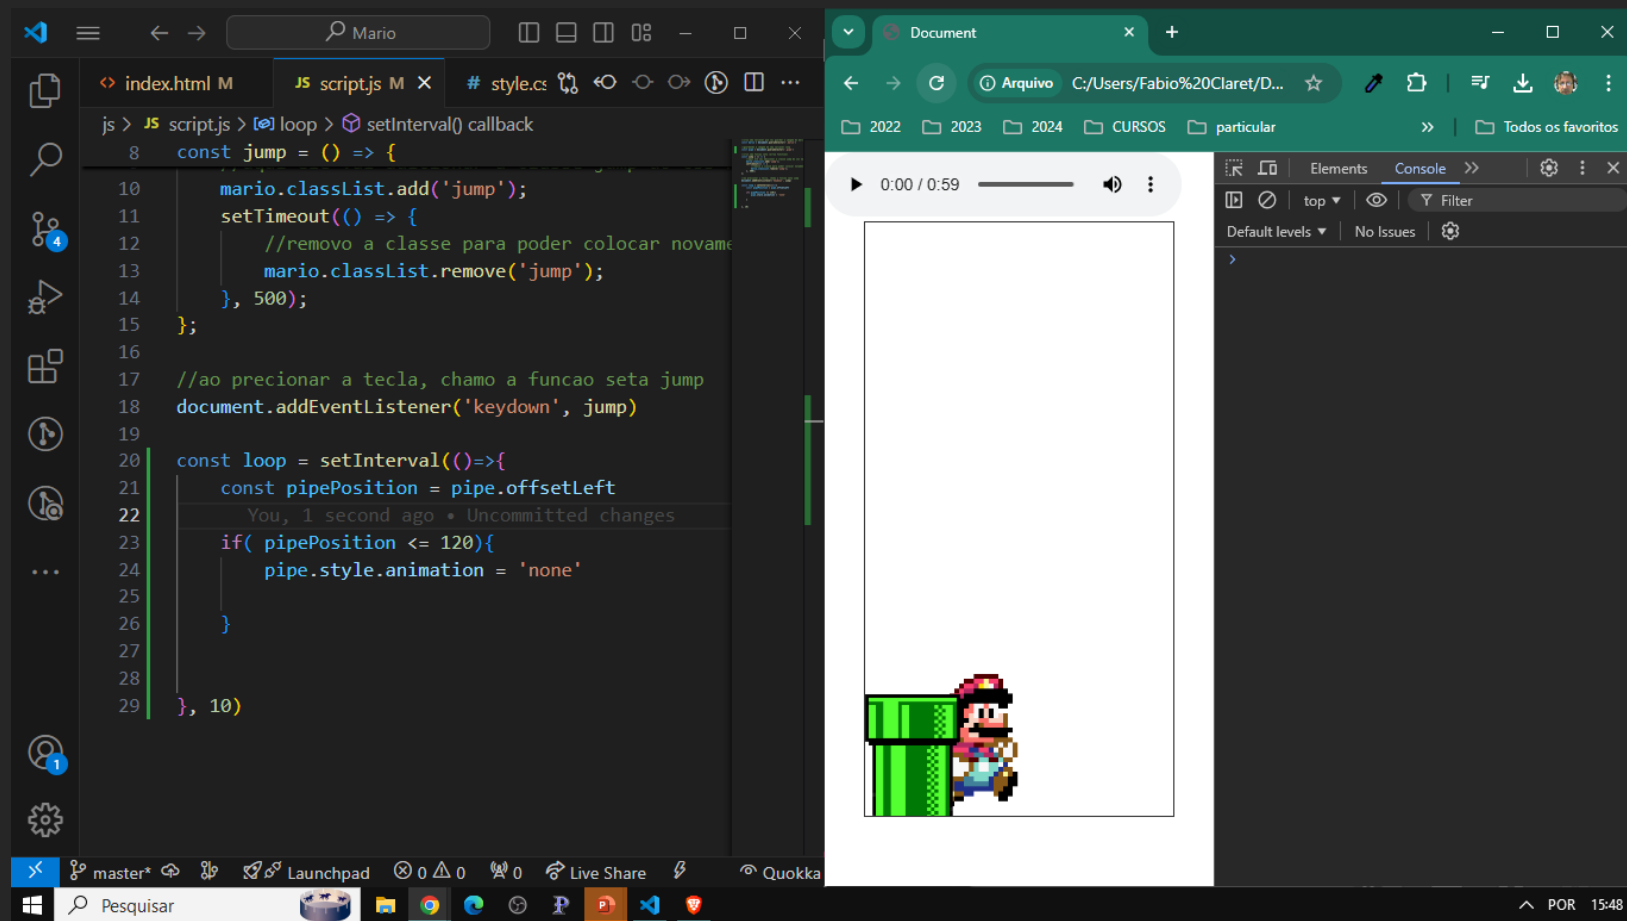 Mario
index.html M
JS script.js M
# style.cs
js > JS script.js > loop > setInterval() callback
8 const jump = () => {
10 mario.classList.add('jump');
11 setTimeout(() => {
12 //removo a classe para poder colocar novame
13 mario.classList.remove('jump');
14 }, 500);
15 };
16
17 //ao precionar a tecla, chamo a funcao seta jump
18 document.addEventListener('keydown', jump)
19
20 const loop = setInterval(()=>{
21 const pipePosition = pipe.offsetLeft
22 You, 1 second ago • Uncommitted changes
23 if( pipePosition <= 120){
24 pipe.style.animation = 'none'
25
26 }
27
28
29 }, 10)
4
1
master* Launchpad 0 0 0 Live Share Quokka
Document
Arquivo C:/Users/Fabio%20Claret/D...
2022 2023 2024 CURSOS particular » Todos os favoritos
0:00 / 0:59
Elements Console »
top Filter
Default levels No Issues
>
Pesquisar
POR 15:48